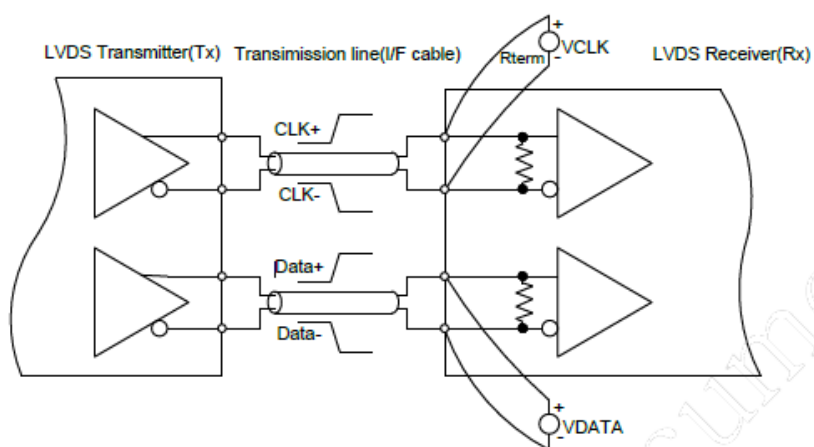 LVDS Transmitter(Tx) Transimission line(I/F cable) LVDS Receiver(Rx)
+
VCLK
-
Rterm
CLK+
CLK-
Data+
Data-
+
VDATA
-